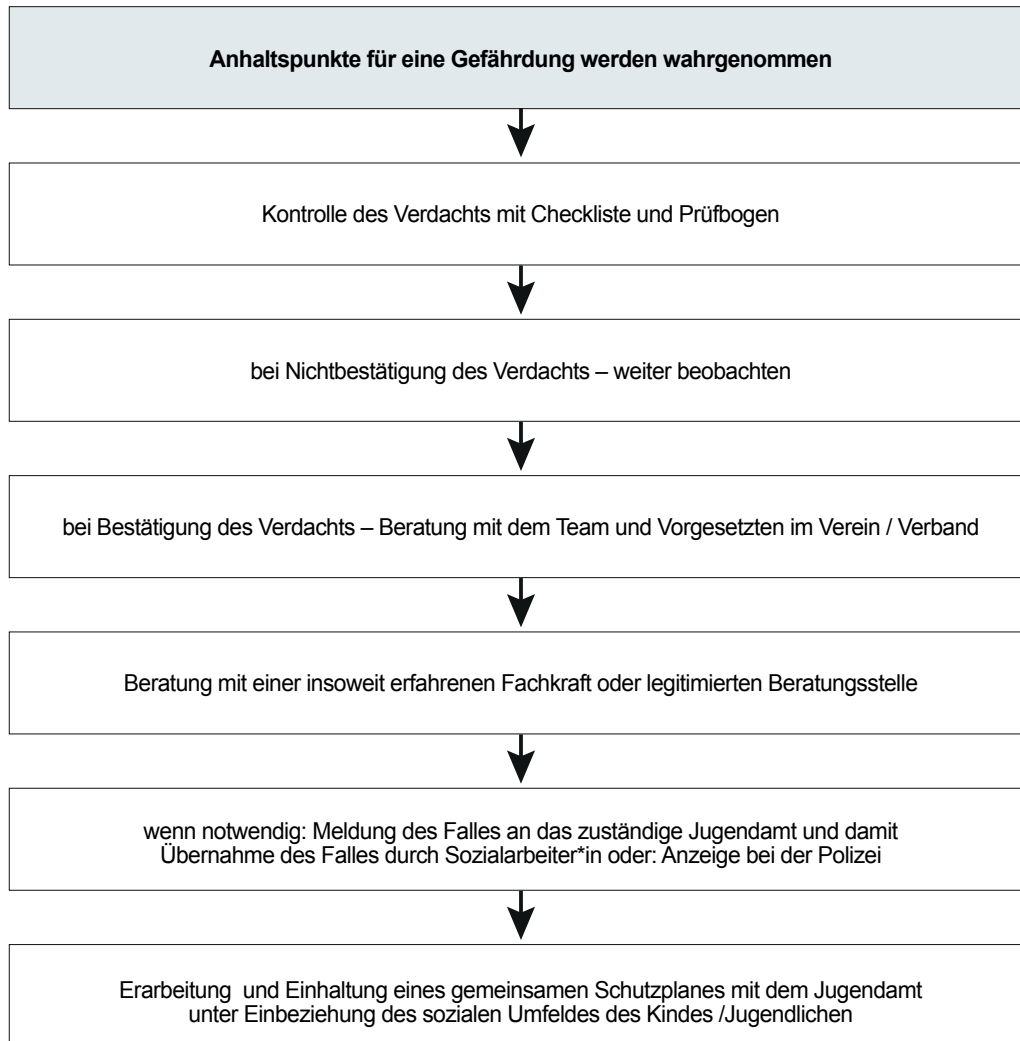 Anhaltspunkte für eine Gefährdung werden wahrgenommen
Kontrolle des Verdachts mit Checkliste und Prüfbogen
bei Nichtbestätigung des Verdachts – weiter beobachten
bei Bestätigung des Verdachts – Beratung mit dem Team und Vorgesetzten im Verein / Verband
Beratung mit einer insoweit erfahrenen Fachkraft oder legitimierten Beratungsstelle
wenn notwendig: Meldung des Falles an das zuständige Jugendamt und damit
Übernahme des Falles durch Sozialarbeiter*in oder: Anzeige bei der Polizei
Erarbeitung und Einhaltung eines gemeinsamen Schutzplanes mit dem Jugendamt
unter Einbeziehung des sozialen Umfeldes des Kindes /Jugendlichen